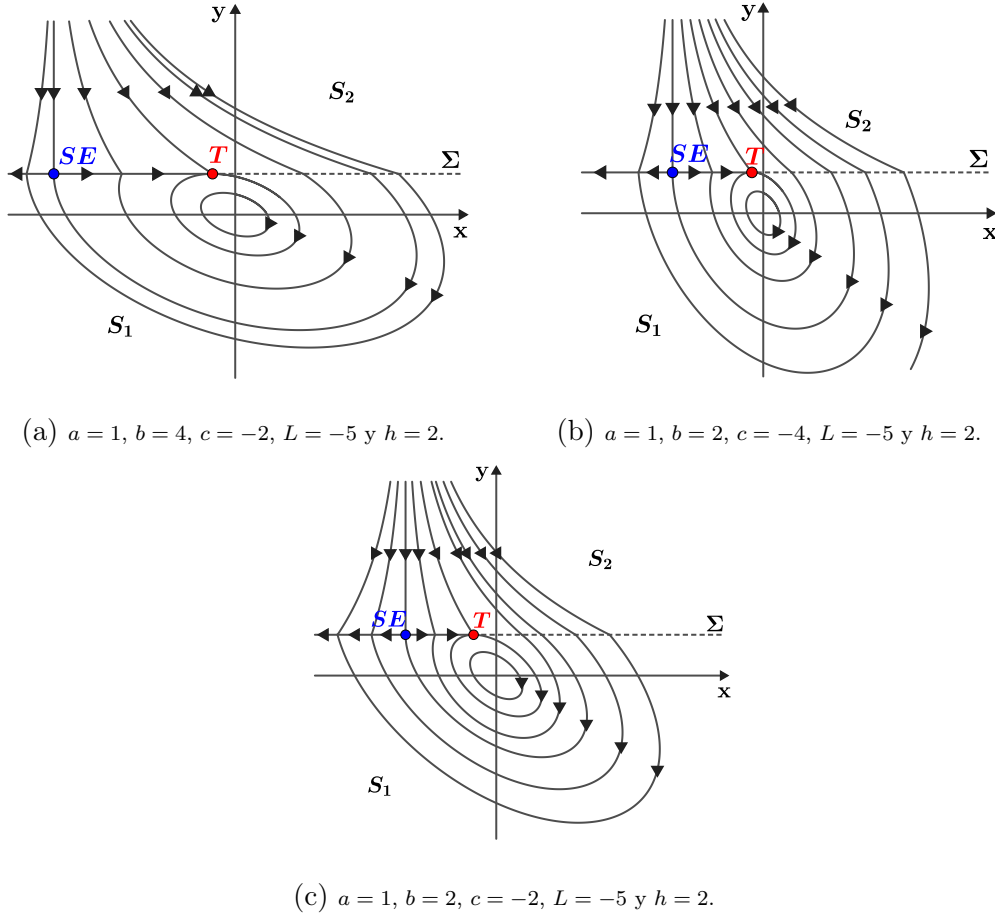 y
y
S₂
S₂
SE
T
Σ
SE
T
Σ
x
x
S₁
S₁
(a) a = 1, b = 4, c = −2, L = −5 y h = 2.
(b) a = 1, b = 2, c = −4, L = −5 y h = 2.
y
S₂
SE
T
Σ
x
S₁
(c) a = 1, b = 2, c = −2, L = −5 y h = 2.